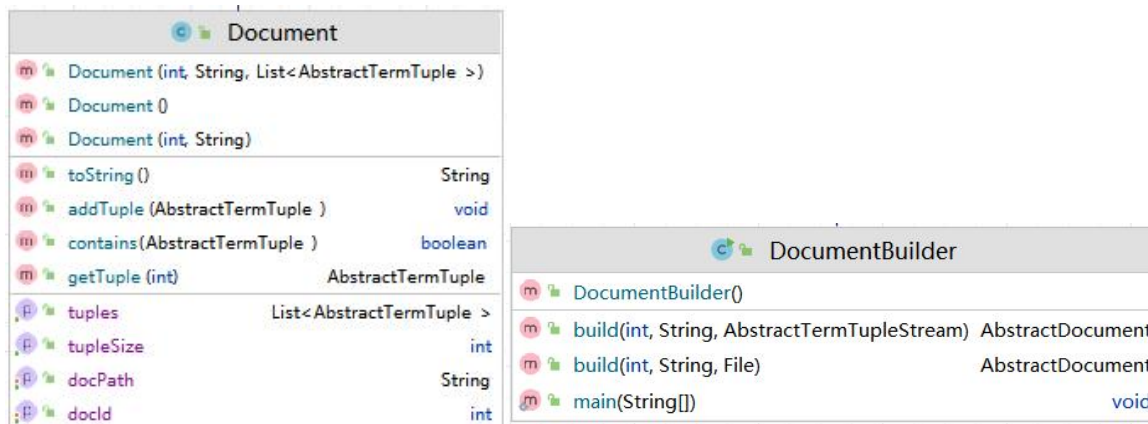 Document
Document (int, String, List<AbstractTermTuple >)
Document ()
Document (int, String)
toString () String
addTuple (AbstractTermTuple ) void
contains(AbstractTermTuple ) boolean
getTuple (int) AbstractTermTuple
tuples List<AbstractTermTuple >
tupleSize int
docPath String
docId int
DocumentBuilder
DocumentBuilder()
build(int, String, AbstractTermTupleStream) AbstractDocument
build(int, String, File) AbstractDocument
main(String[]) void